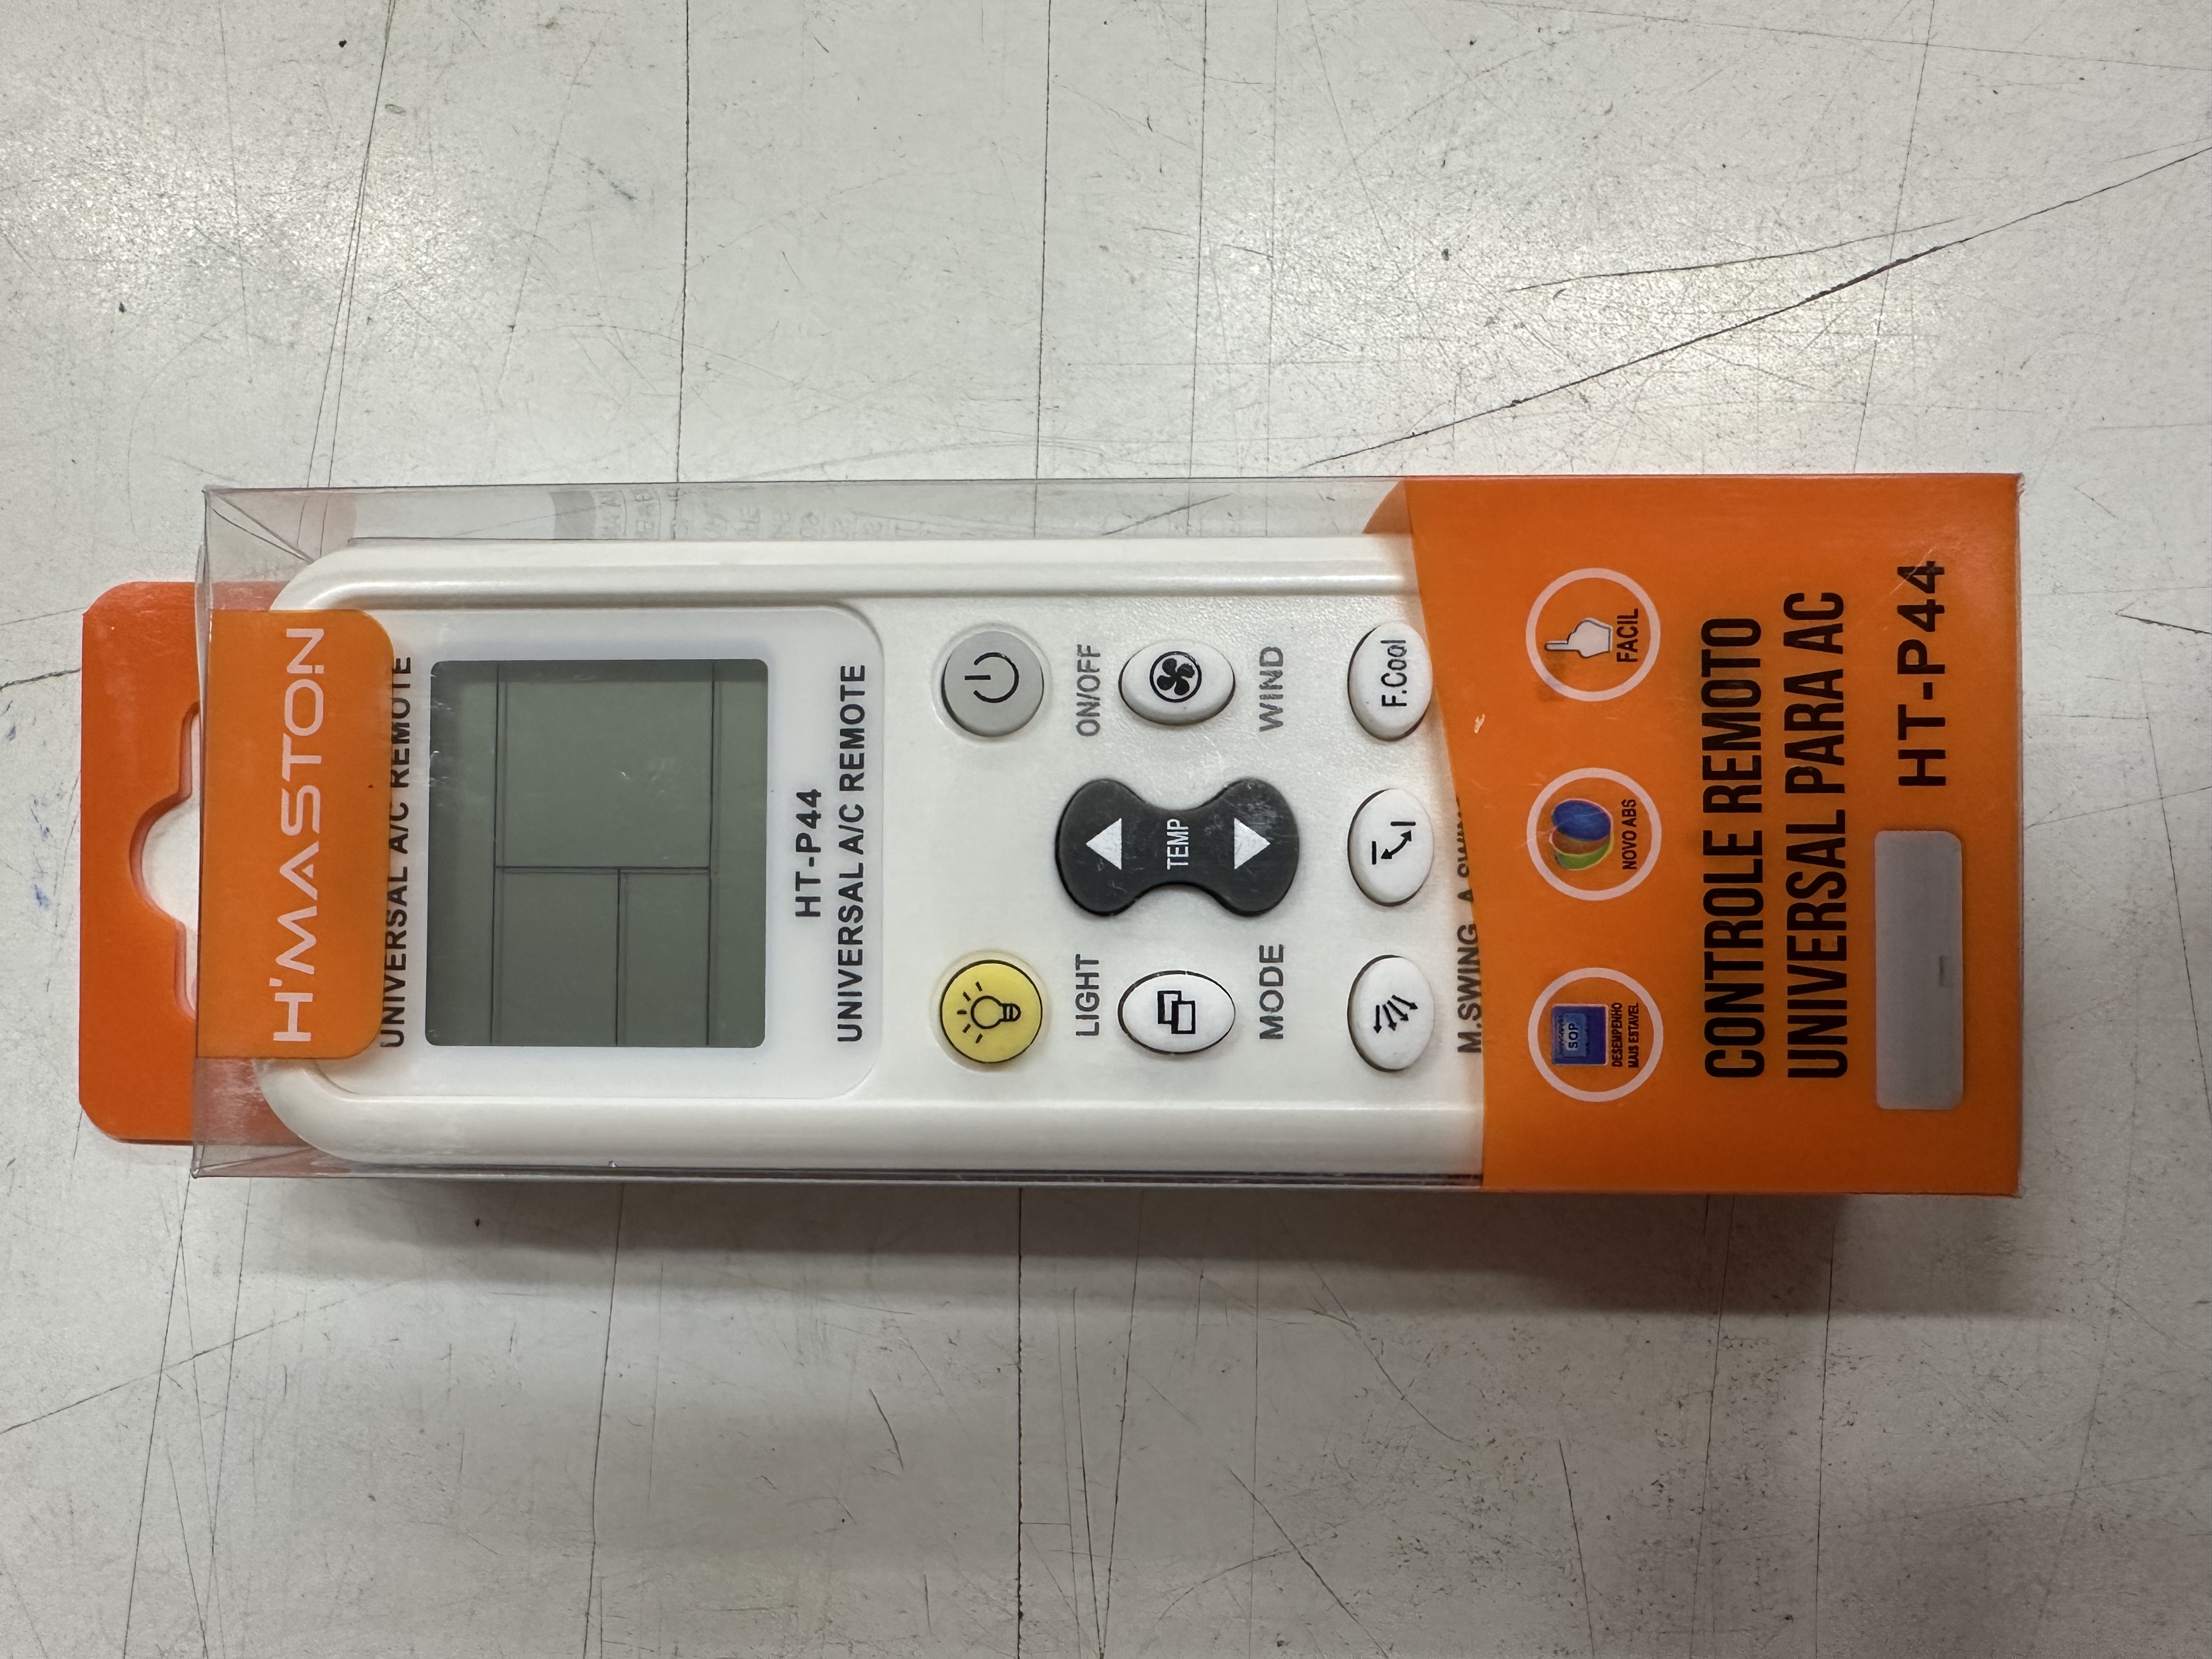 H'MASTON
UNIVERSAL A/C REMOTE
HT-P44
UNIVERSAL A/C REMOTE
LIGHT
ON/OFF
TEMP
MODE
WIND
F.Cool
M.SWING
SOP
DESEMPENHO
MAIS ESTAVEL
NOVO ABS
FACIL
CONTROLE REMOTO
UNIVERSAL PARA AC
HT-P44